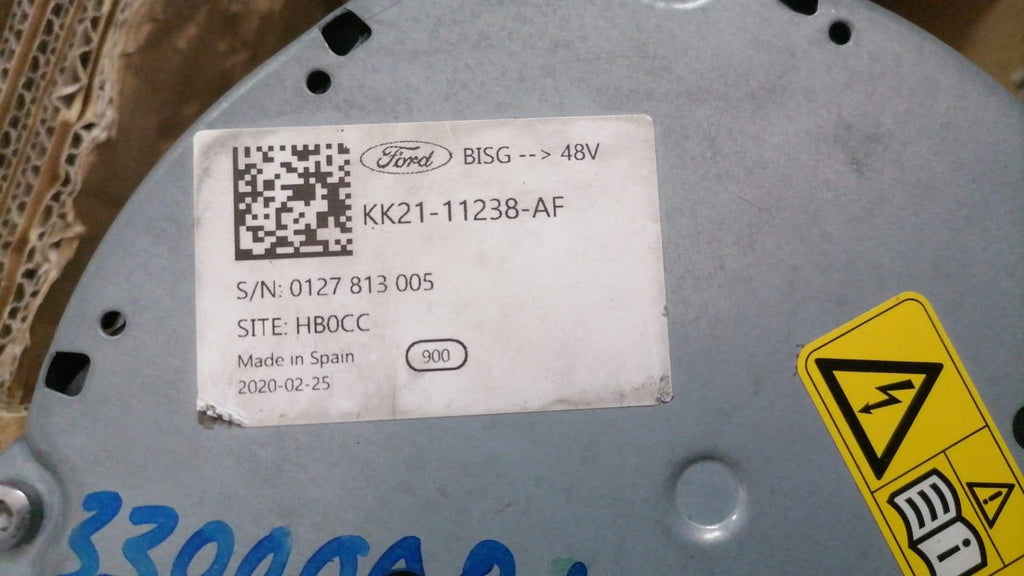 Ford BISG --> 48V
KK21-11238-AF
S/N: 0127 813 005
SITE: HB0CC
Made in Spain
900
2020-02-25